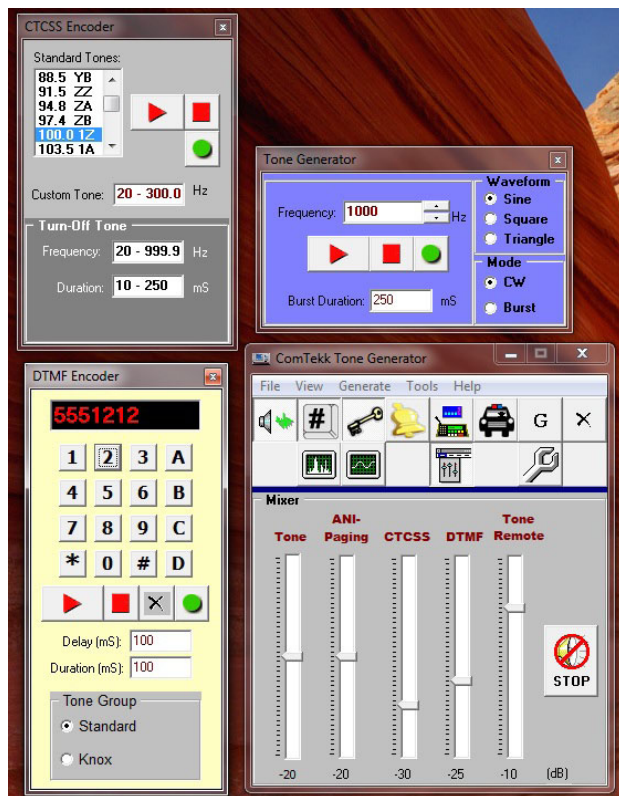 CTCSS Encoder
x
Standard Tones:
88.5 YB
91.5 ZZ
94.8 ZA
97.4 ZB
100.0 1Z
103.5 1A
Custom Tone: 20 - 300.0 Hz
Turn-Off Tone
Frequency: 20 - 999.9 Hz
Duration: 10 - 250 mS
Tone Generator
x
Frequency: 1000 Hz
Burst Duration: 250 mS
Waveform
Sine
Square
Triangle
Mode
CW
Burst
DTMF Encoder
x
5551212
1 2 3 A
4 5 6 B
7 8 9 C
* 0 # D
X
Delay (mS): 100
Duration (mS): 100
Tone Group
Standard
Knox
ComTekk Tone Generator
X
File View Generate Tools Help
# G X
Mixer
Tone ANI-Paging CTCSS DTMF Tone Remote
STOP
-20 -20 -30 -25 -10 (dB)